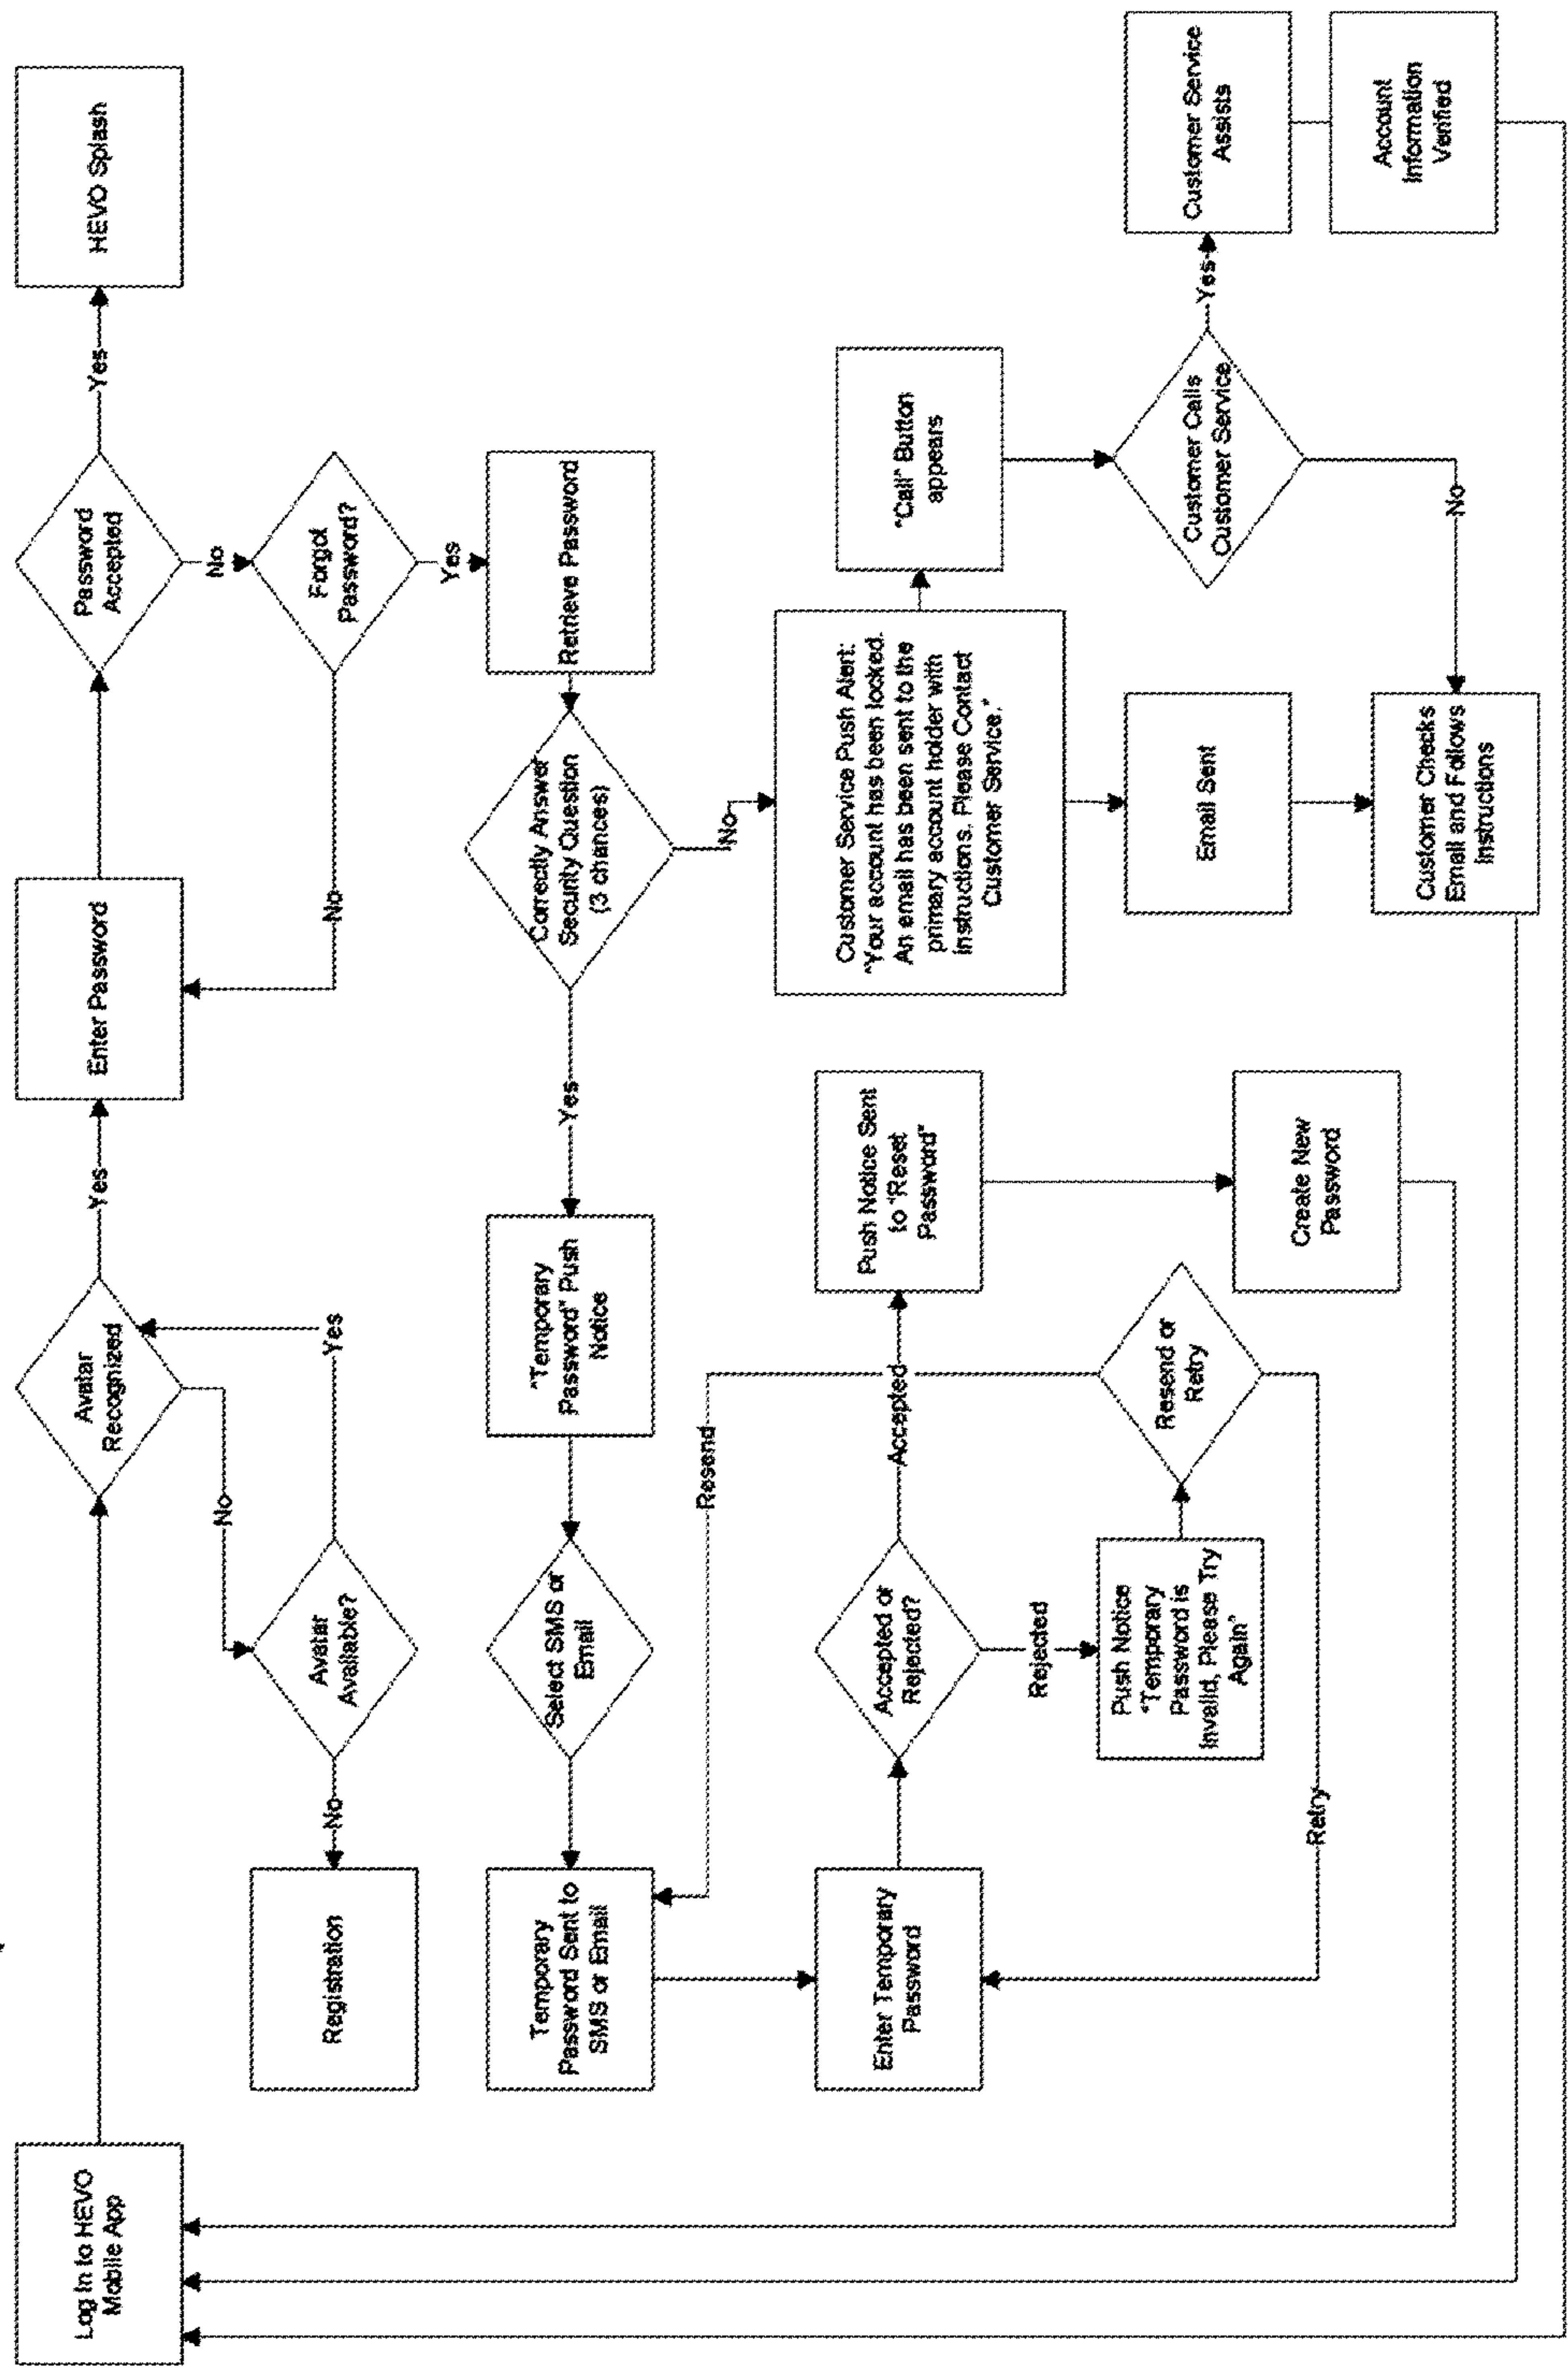 Log In to HEVO
Mobile App
Avatar
Recognized
Yes
Enter Password
Password
Accepted
Yes
HEVO Splash
No
No
Registration
No
Avatar
Available?
Yes
No
Forgot
Password?
Yes
Temporary
Password Sent to
SMS or Email
Select SMS or
Email
"Temporary
Password" Push
Notice
Yes
Correctly Answer
Security Question
(3 chances)
Retrieve Password
Resend
No
Enter Temporary
Password
Accepted or
Rejected?
Accepted
Push Notice Sent
to "Reset
Password"
Customer Service Push Alert:
"Your account has been locked.
An email has been sent to the
primary account holder with
instructions. Please Contact
Customer Service."
"Call" Button
appears
Rejected
Push Notice
"Temporary
Password is
Invalid, Please Try
Again"
Resend or
Retry
Retry
Create New
Password
Email Sent
Customer Calls
Customer Service
Yes
Customer Service
Assists
No
Customer Checks
Email and Follows
Instructions
Account
Information
Verified